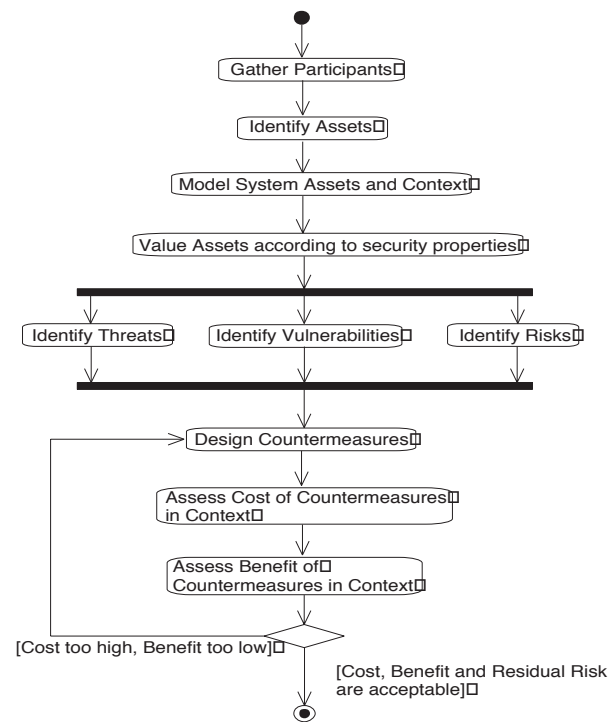 Gather Participants
Identify Assets
Model System Assets and Context
Value Assets according to security properties
Identify Threats
Identify Vulnerabilities
Identify Risks
Design Countermeasures
Assess Cost of Countermeasures
in Context
Assess Benefit of
Countermeasures in Context
[Cost too high, Benefit too low]
[Cost, Benefit and Residual Risk
are acceptable]